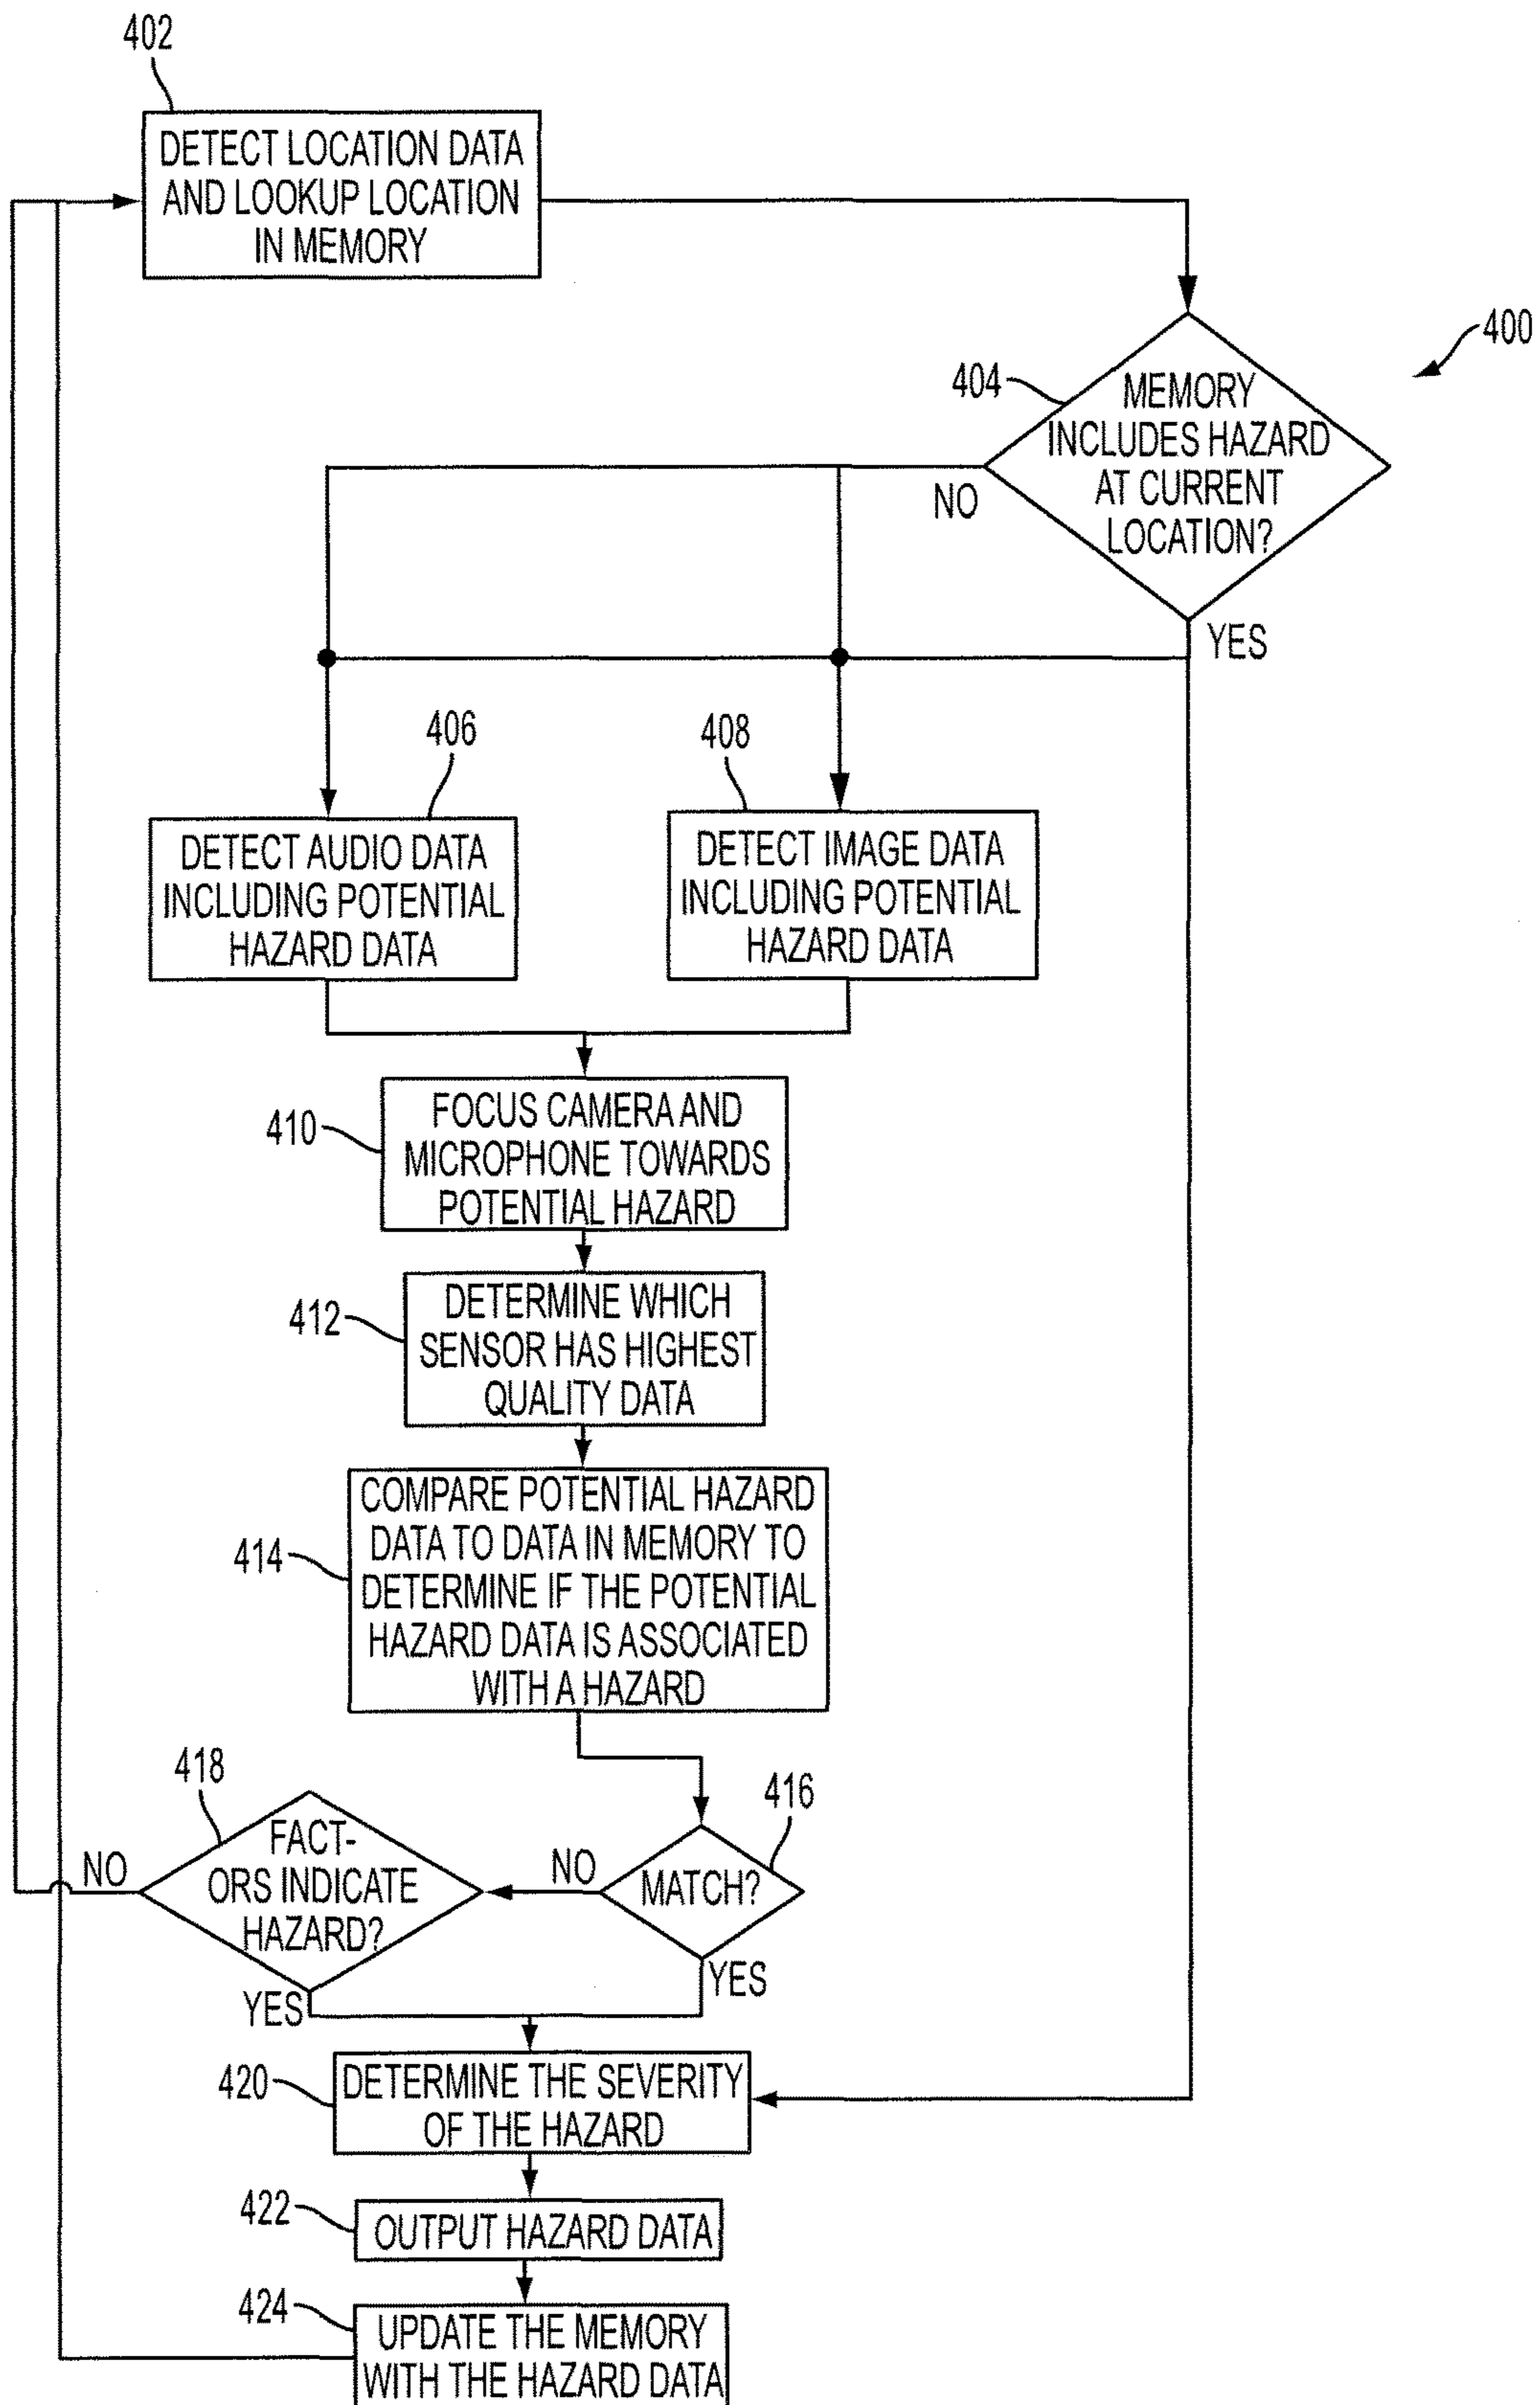 402
DETECT LOCATION DATA
AND LOOKUP LOCATION
IN MEMORY
400
404
MEMORY
INCLUDES HAZARD
AT CURRENT
LOCATION?
NO
YES
406
408
DETECT AUDIO DATA
INCLUDING POTENTIAL
HAZARD DATA
DETECT IMAGE DATA
INCLUDING POTENTIAL
HAZARD DATA
410
FOCUS CAMERA AND
MICROPHONE TOWARDS
POTENTIAL HAZARD
412
DETERMINE WHICH
SENSOR HAS HIGHEST
QUALITY DATA
414
COMPARE POTENTIAL HAZARD
DATA TO DATA IN MEMORY TO
DETERMINE IF THE POTENTIAL
HAZARD DATA IS ASSOCIATED
WITH A HAZARD
418
416
FACT-
ORS INDICATE
HAZARD?
NO
NO
MATCH?
YES
YES
420
DETERMINE THE SEVERITY
OF THE HAZARD
422
OUTPUT HAZARD DATA
424
UPDATE THE MEMORY
WITH THE HAZARD DATA